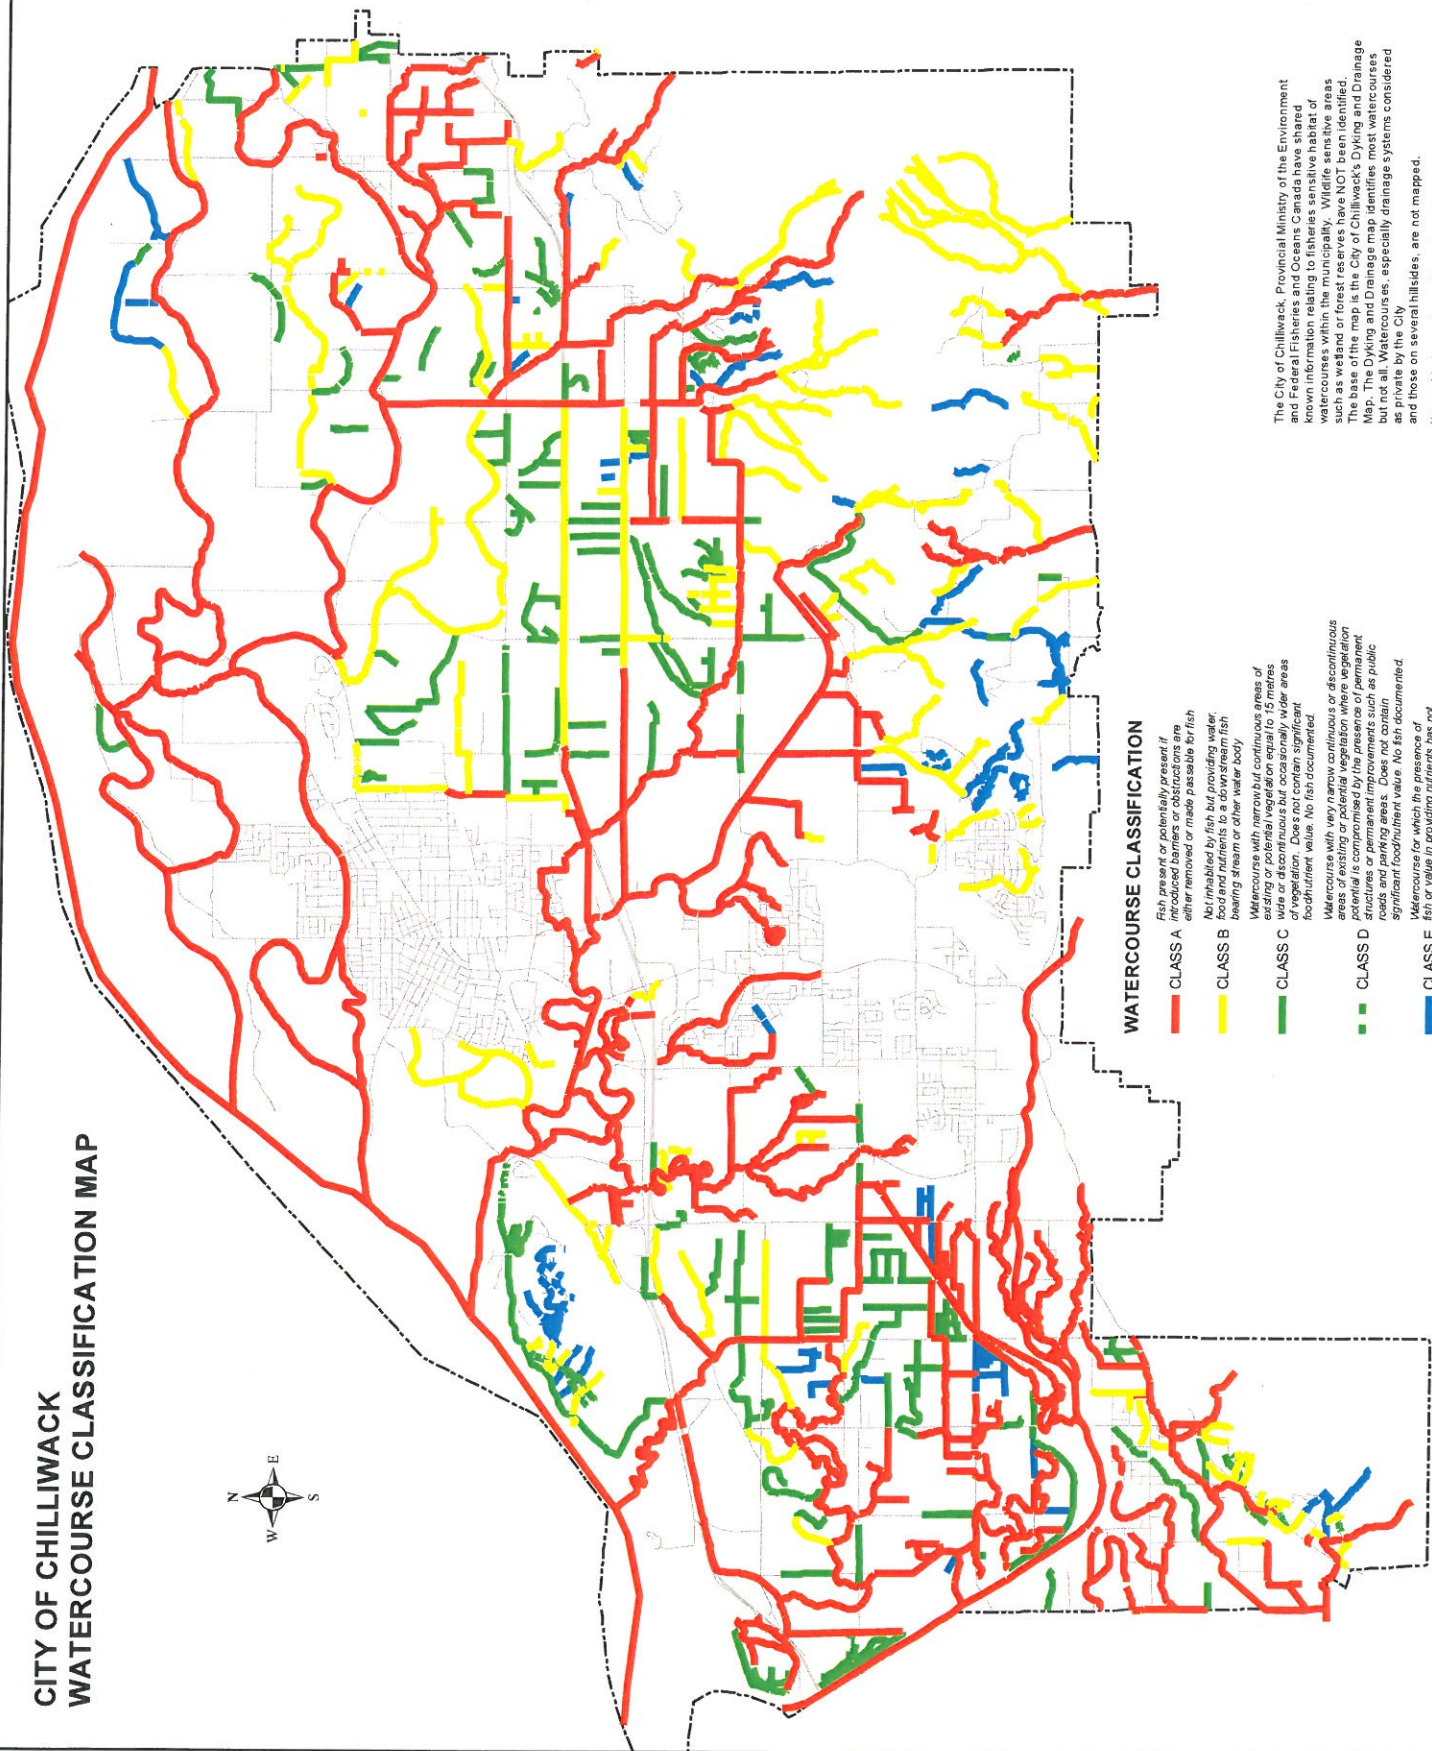 CITY OF CHILLIWACK
WATERCOURSE CLASSIFICATION MAP
N
W
E
S
WATERCOURSE CLASSIFICATION
CLASS A
Fish present or potentially present if
introduced barriers or obstructions are
either removed or made passable for fish
CLASS B
Not inhabited by fish but providing water,
food and nutrients to a downstream fish
bearing stream or other water body
CLASS C
Watercourse with narrow but continuous areas of
existing or potential vegetation equal to 15 metres
wide or discontinuous but occasionally wider areas
of vegetation. Does not contain significant
food/nutrient value. No fish documented.
CLASS D
Watercourse with very narrow continuous or discontinuous
areas of existing or potential vegetation where vegetation
potential is compromised by the presence of permanent
structures or permanent improvements such as public
roads and parking areas. Does not contain
significant food/nutrient value. No fish documented.
CLASS E
Watercourse for which the presence of
fish or value in providing nutrients has not
The City of Chilliwack, Provincial Ministry of the Environment
and Federal Fisheries and Oceans Canada have shared
known information relating to fisheries sensitive habitat of
watercourses within the municipality. Wildlife sensitive areas
such as wetland or forest reserves have NOT been identified.
The base of the map is the City of Chilliwack's Dyking and Drainage
Map. The Dyking and Drainage map identifies most watercourses
but not all. Watercourses, especially drainage systems considered
as private by the City
and those on several hillsides, are not mapped.